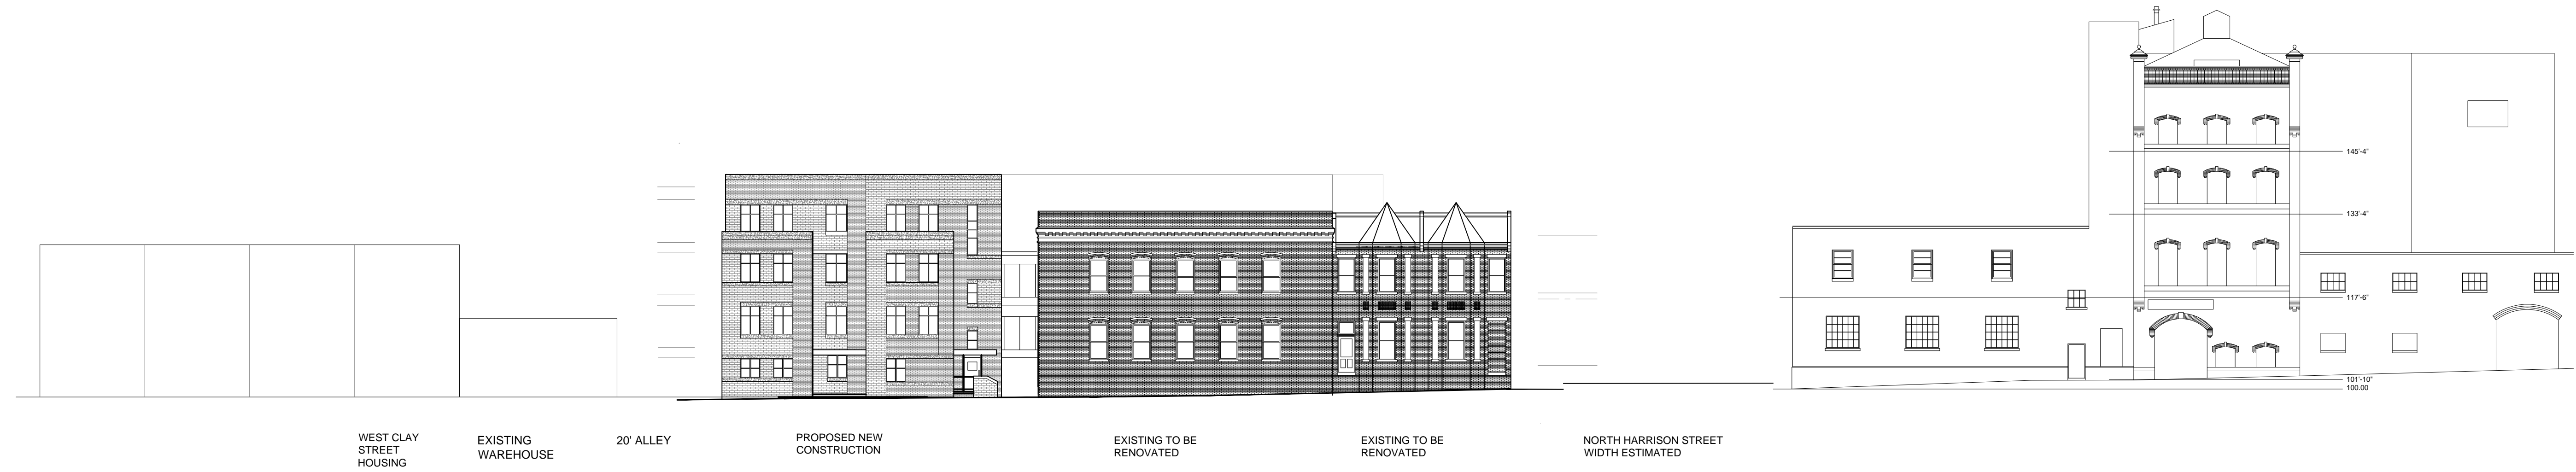 145'-4"
133'-4"
117'-6"
101'-10"
100.00
WEST CLAY
STREET
HOUSING
EXISTING
WAREHOUSE
20' ALLEY
PROPOSED NEW
CONSTRUCTION
EXISTING TO BE
RENOVATED
EXISTING TO BE
RENOVATED
NORTH HARRISON STREET
WIDTH ESTIMATED